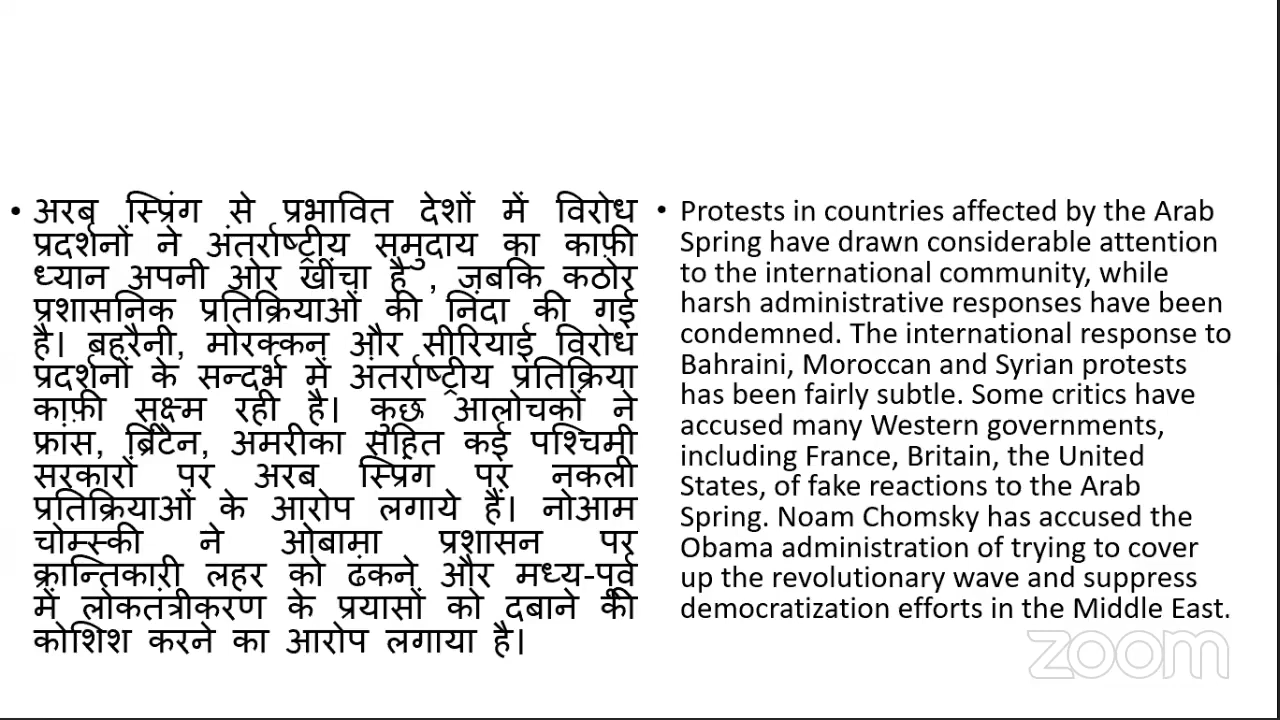 • अरब स्प्रिंग से प्रभावित देशों में विरोध
प्रदर्शनों ने अंतर्राष्ट्रीय समुदाय का काफ़ी
ध्यान अपनी ओर खींचा है , जबकि कठोर
प्रशासनिक प्रतिक्रियाओं की निंदा की गई
है। बहरैनी, मोरक्कन और सीरियाई विरोध
प्रदर्शनों के सन्दर्भ में अंतर्राष्ट्रीय प्रतिक्रिया
काफ़ी सूक्ष्म रही है। कुछ आलोचकों ने
फ्रांस, ब्रिटैन, अमरीका सहित कई पश्चिमी
सरकारों पर अरब स्प्रिंग पर नकली
प्रतिक्रियाओं के आरोप लगाये हैं। नोआम
चोम्स्की ने ओबामा प्रशासन पर
क्रान्तिकारी लहर को ढंकने और मध्य-पूर्व
में लोकतंत्रीकरण के प्रयासों को दबाने की
कोशिश करने का आरोप लगाया है।
• Protests in countries affected by the Arab
Spring have drawn considerable attention
to the international community, while
harsh administrative responses have been
condemned. The international response to
Bahraini, Moroccan and Syrian protests
has been fairly subtle. Some critics have
accused many Western governments,
including France, Britain, the United
States, of fake reactions to the Arab
Spring. Noam Chomsky has accused the
Obama administration of trying to cover
up the revolutionary wave and suppress
democratization efforts in the Middle East.
zoom